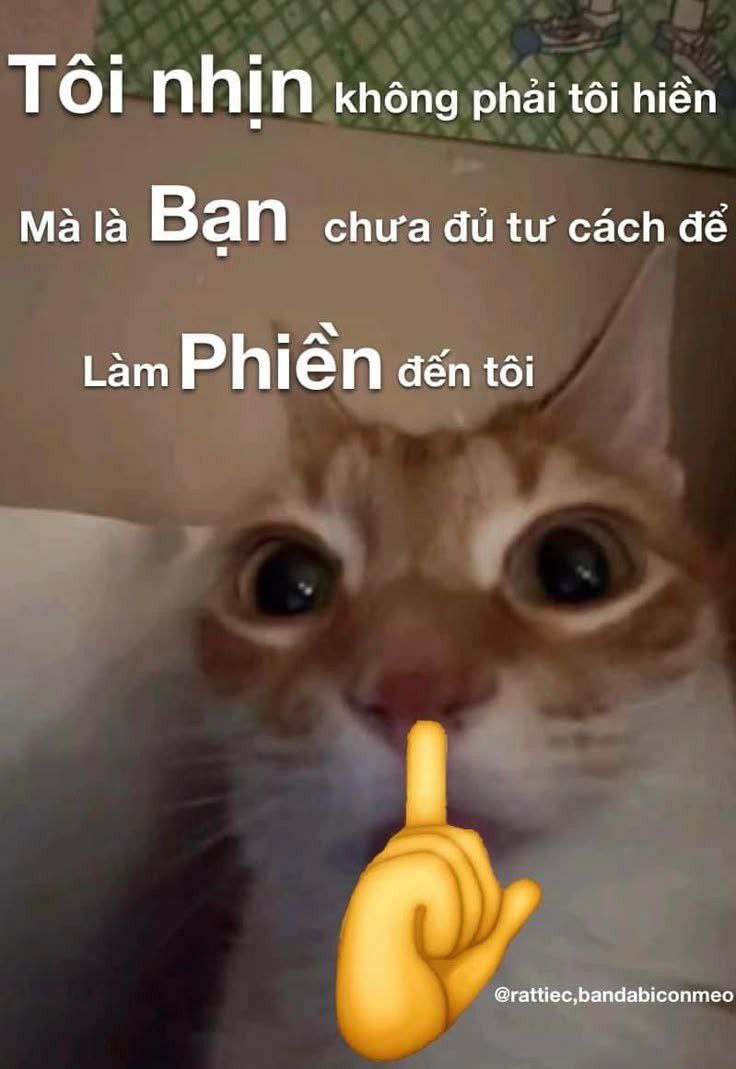 Tôi nhịn không phải tôi hiền
Mà là Bạn chưa đủ tư cách để
Làm Phiền đến tôi
@rattiec,bandabiconmeo